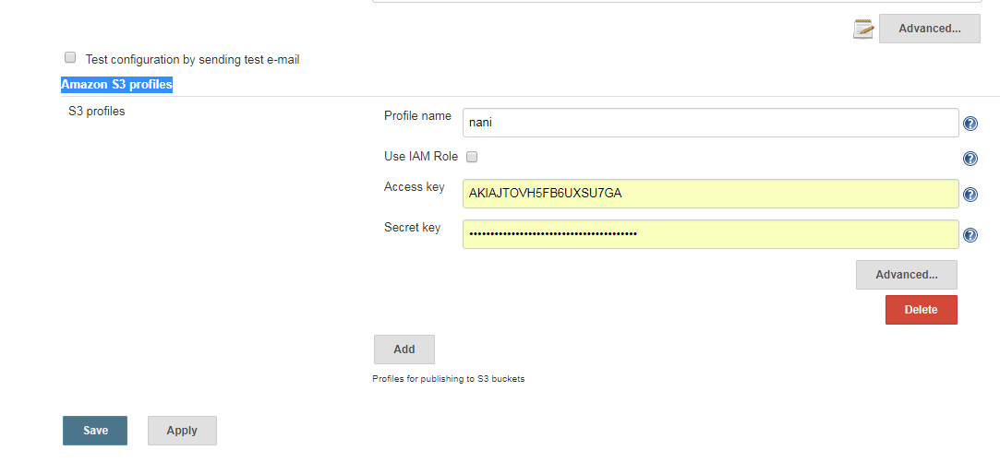 Advanced...
Test configuration by sending test e-mail
Amazon S3 profiles
S3 profiles
Profile name
nani
Use IAM Role
Access key
AKIAJTOVH5FB6UXSU7GA
Secret key
••••••••••••••••••••••••••••••••••••••••
Advanced...
Delete
Add
Profiles for publishing to S3 buckets
Save
Apply